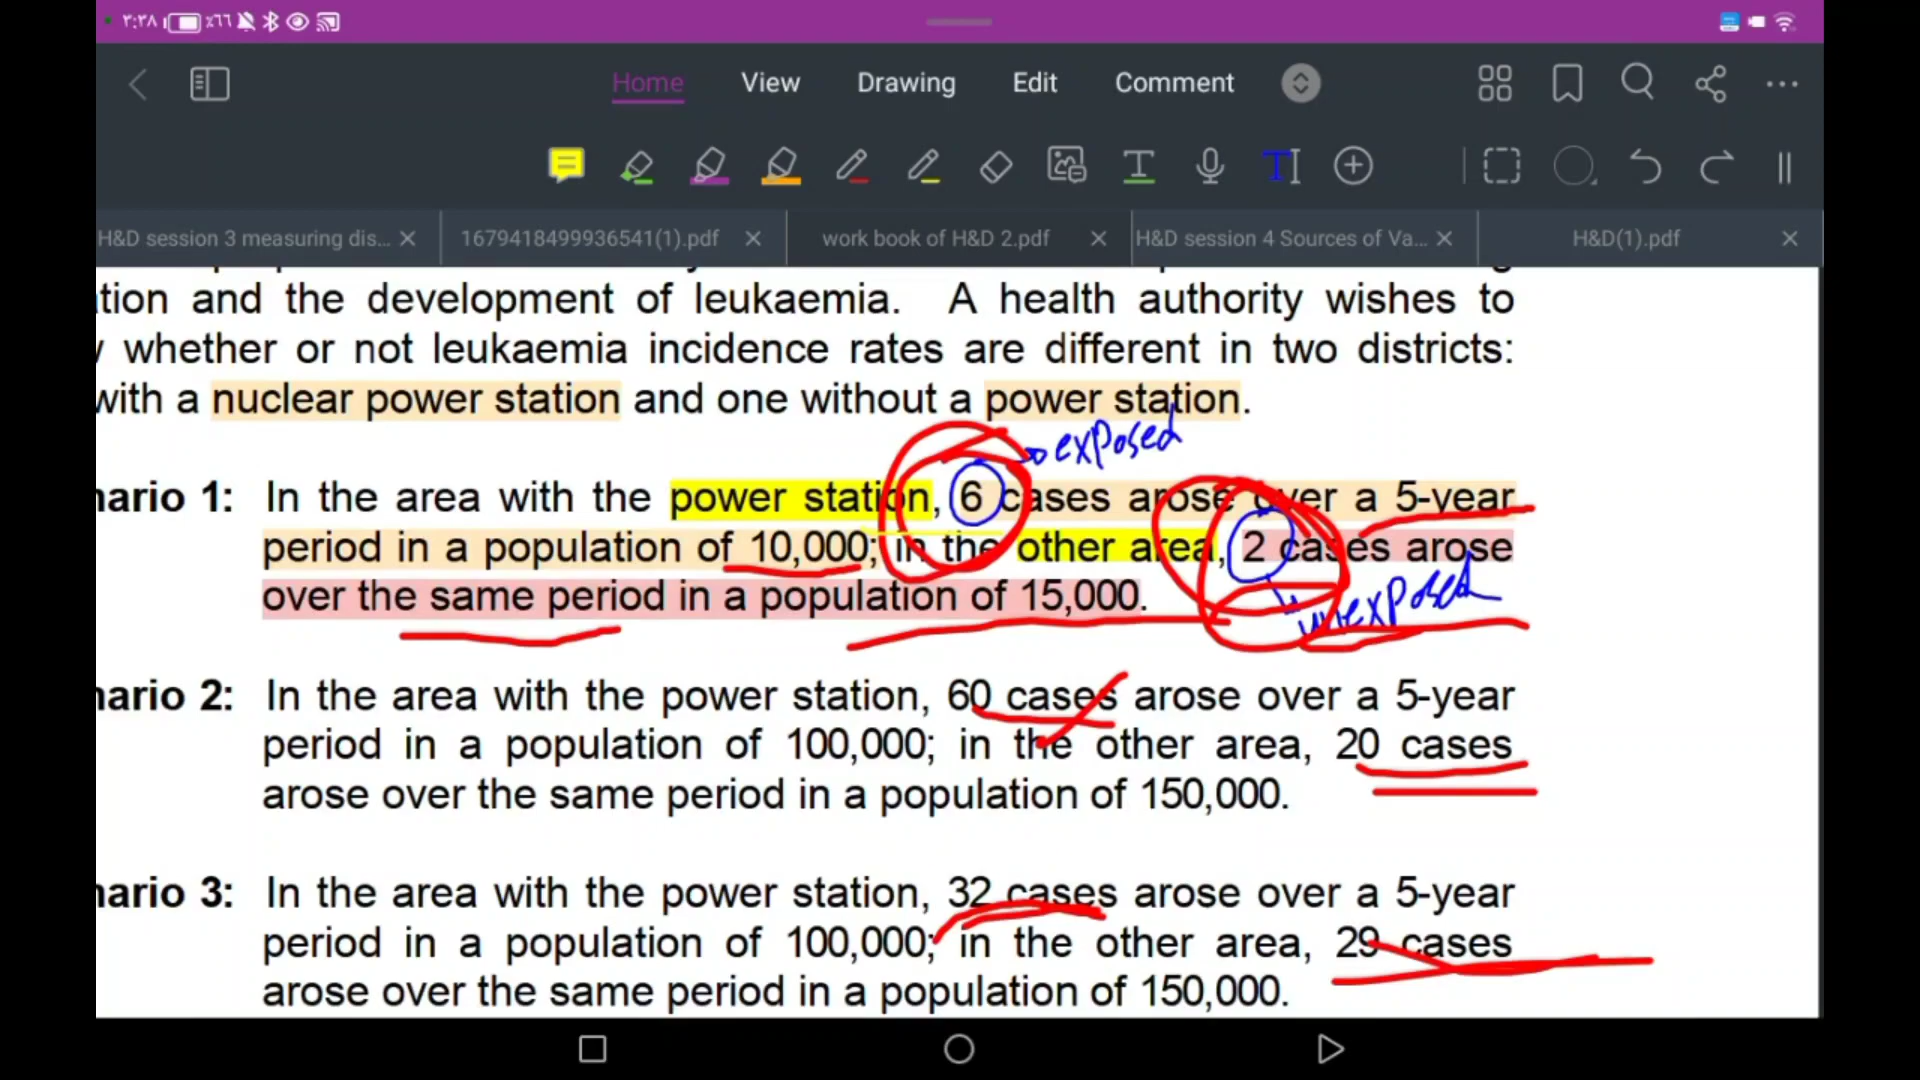 ٣:٣٨ ٪٦٦
Home View Drawing Edit Comment
H&D session 3 measuring dis... 1679418499936541(1).pdf work book of H&D 2.pdf H&D session 4 Sources of Va... H&D(1).pdf
ation and the development of leukaemia. A health authority wishes to
whether or not leukaemia incidence rates are different in two districts:
with a nuclear power station and one without a power station.
exposed
nario 1: In the area with the power station, 6 cases arose over a 5-year
period in a population of 10,000; in the other area, 2 cases arose
over the same period in a population of 15,000.
unexposed
nario 2: In the area with the power station, 60 cases arose over a 5-year
period in a population of 100,000; in the other area, 20 cases
arose over the same period in a population of 150,000.
nario 3: In the area with the power station, 32 cases arose over a 5-year
period in a population of 100,000; in the other area, 29 cases
arose over the same period in a population of 150,000.